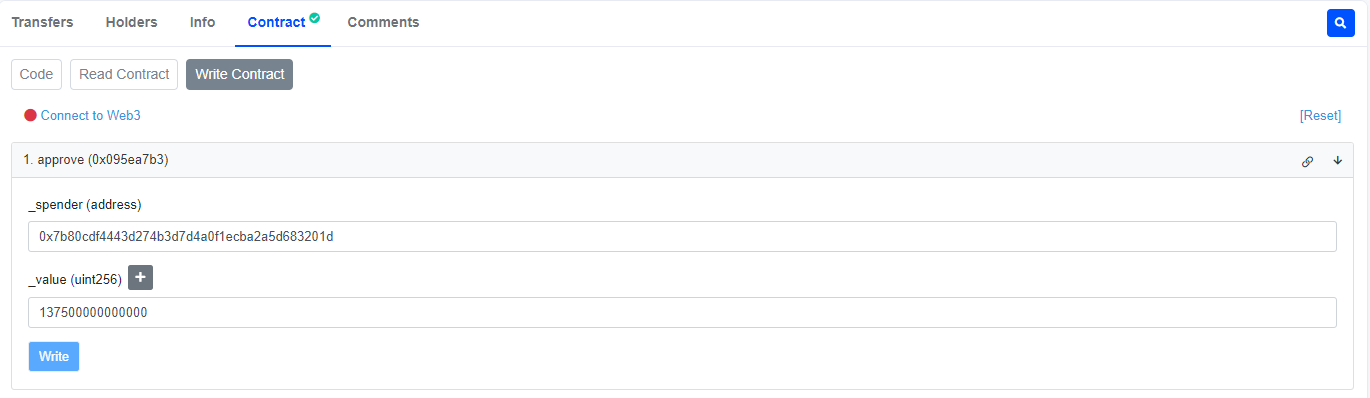 Transfers Holders Info Contract Comments
Code Read Contract Write Contract
Connect to Web3 [Reset]
1. approve (0x095ea7b3)
_spender (address)
0x7b80cdf4443d274b3d7d4a0f1ecba2a5d683201d
_value (uint256) +
137500000000000
Write